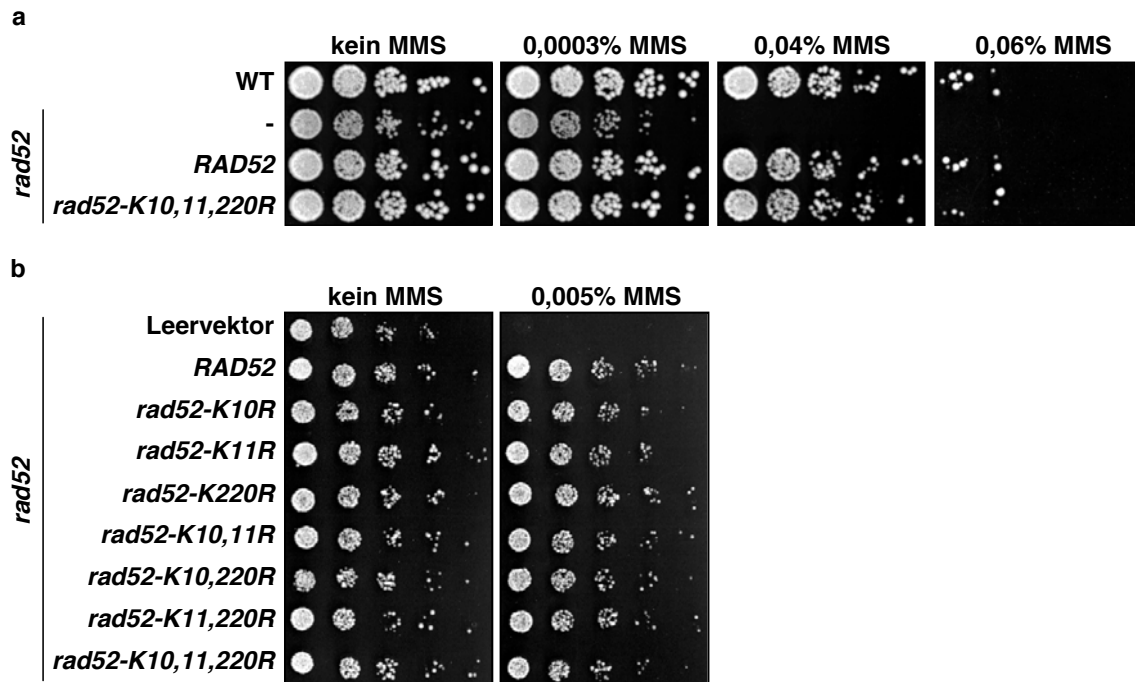 a
kein MMS 0,0003% MMS 0,04% MMS 0,06% MMS
WT
-
RAD52
rad52-K10,11,220R
rad52
b
kein MMS 0,005% MMS
Leervektor
RAD52
rad52-K10R
rad52-K11R
rad52-K220R
rad52-K10,11R
rad52-K10,220R
rad52-K11,220R
rad52-K10,11,220R
rad52